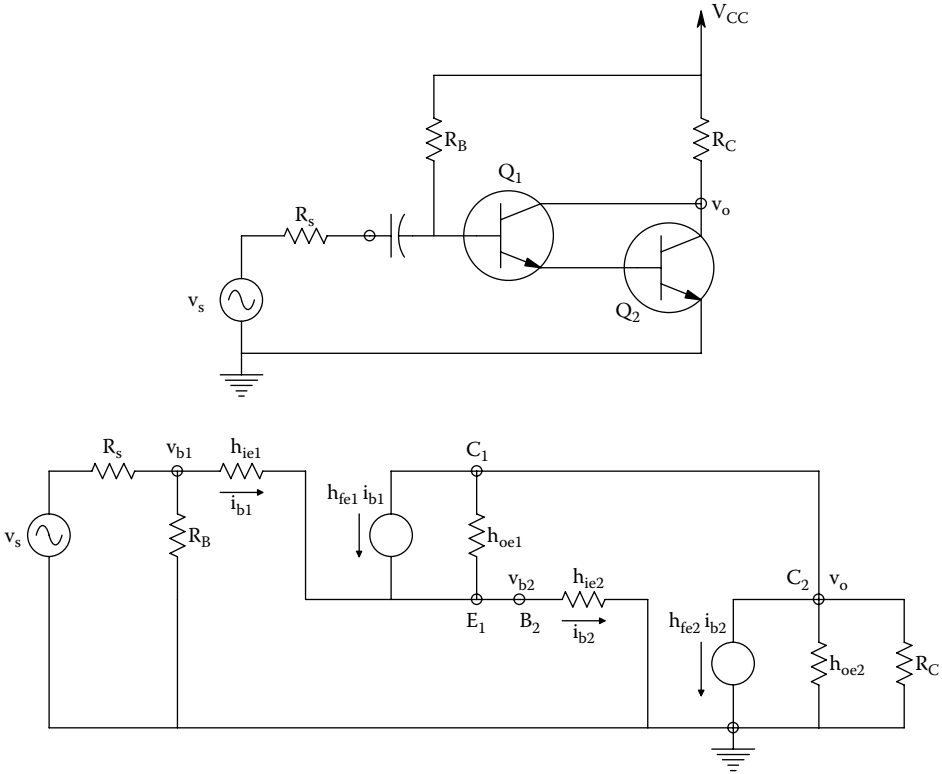 V_CC
R_B
R_C
Q_1
v_o
R_s
v_s
Q_2
R_s
v_b1
h_ie1
C_1
i_b1
h_fe1 i_b1
v_s
R_B
h_oe1
v_b2
h_ie2
C_2
v_o
E_1
B_2
i_b2
h_fe2 i_b2
h_oe2
R_C